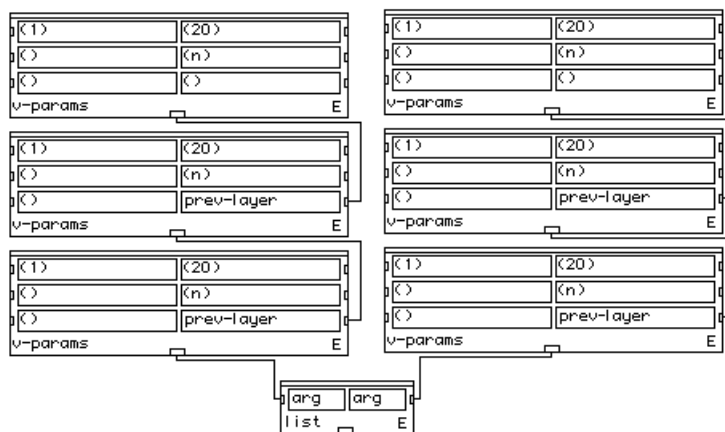 (1) (20)
() (n)
() ()
v-params E
(1) (20)
() (n)
() prev-layer
v-params E
(1) (20)
() (n)
() prev-layer
v-params E
(1) (20)
() (n)
() ()
v-params E
(1) (20)
() (n)
() prev-layer
v-params E
(1) (20)
() (n)
() prev-layer
v-params E
arg arg
list E